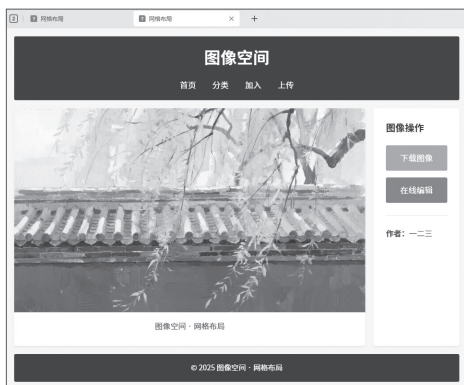 网格布局
网格布局
图像空间
首页 分类 加入 上传
图像操作
下载图像
在线编辑
作者：一二三
图像空间 · 网格布局
© 2025 图像空间 · 网格布局